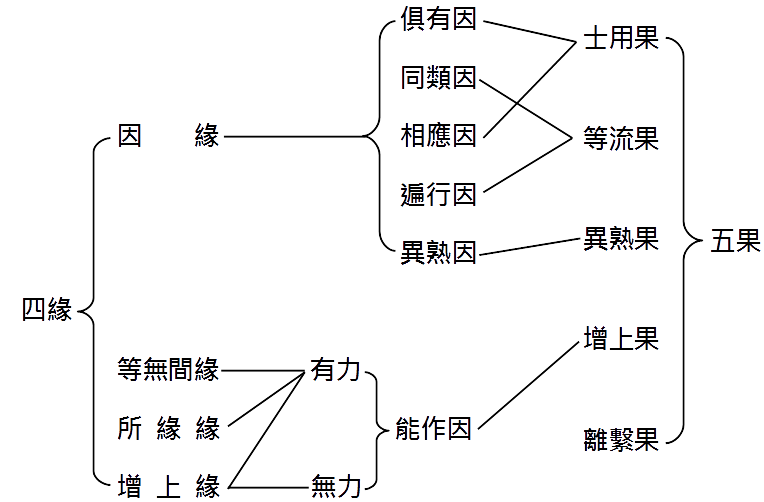 四緣
因緣
等無間緣
所緣緣
增上緣
有力
無力
俱有因
同類因
相應因
遍行因
異熟因
能作因
士用果
等流果
異熟果
增上果
離繫果
五果